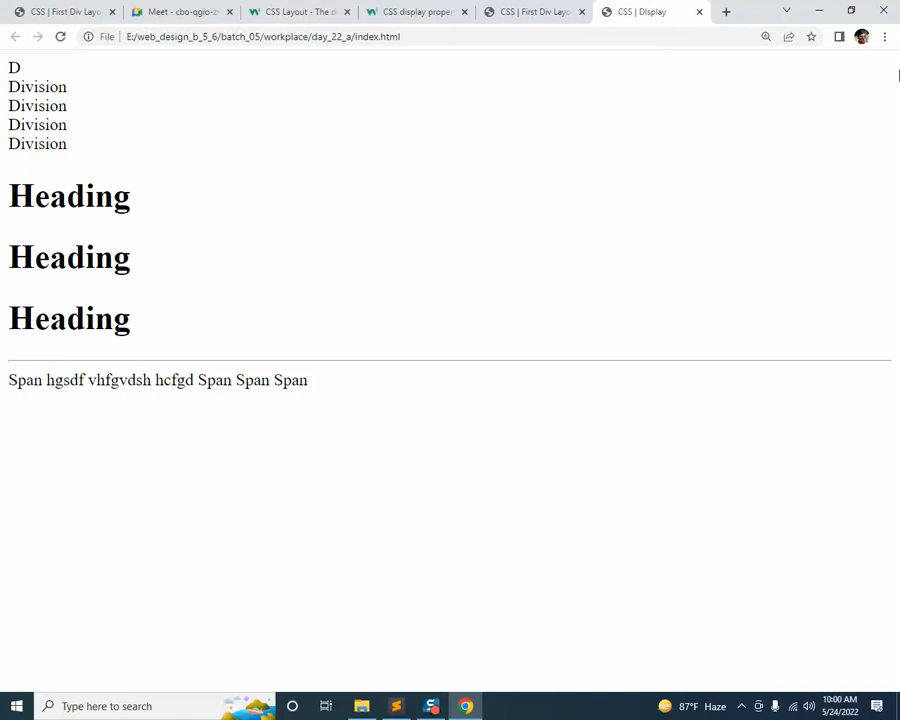 CSS | First Div Layo
Meet - cbo-qgio-z
CSS Layout - The d
CSS display proper
CSS | First Div Layo
CSS | Display
File
E:/web_design_b_5_6/batch_05/workplace/day_22_a/index.html
D
Division
Division
Division
Division
Heading
Heading
Heading
Span hgsdf vhfgvdsh hcfgd Span Span Span
Type here to search
87°F Haze
10:00 AM
5/24/2022